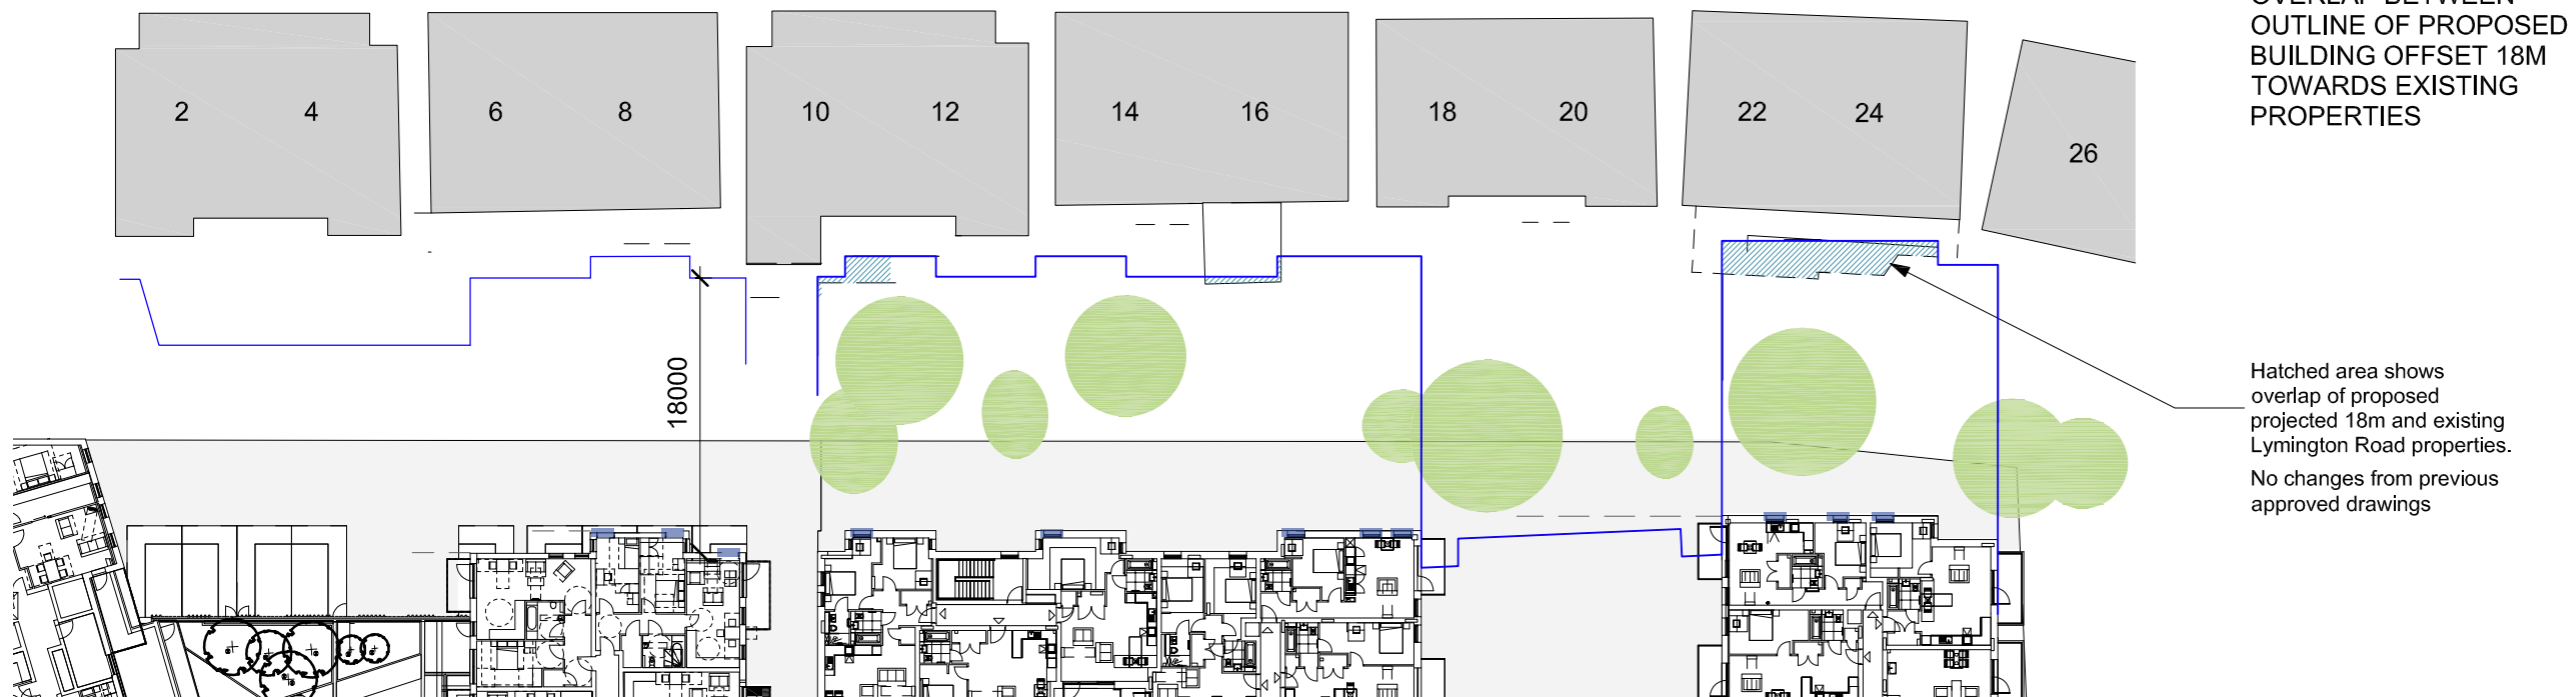 OVERLAP BETWEEN
OUTLINE OF PROPOSED
BUILDING OFFSET 18M
TOWARDS EXISTING
PROPERTIES
2 4 6 8 10 12 14 16 18 20 22 24
26
18000
Hatched area shows
overlap of proposed
projected 18m and existing
Lymington Road properties.
No changes from previous
approved drawings